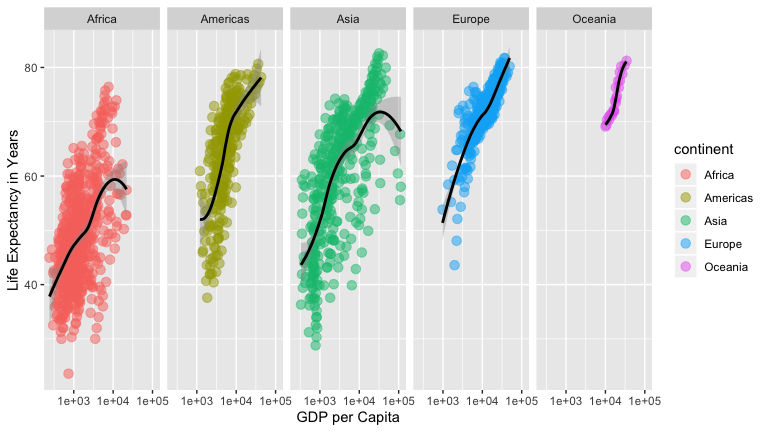 Africa Americas Asia Europe Oceania
Life Expectancy in Years
80
60
40
1e+03 1e+04 1e+05 1e+03 1e+04 1e+05 1e+03 1e+04 1e+05 1e+03 1e+04 1e+05 1e+03 1e+04 1e+05
GDP per Capita
continent
Africa
Americas
Asia
Europe
Oceania